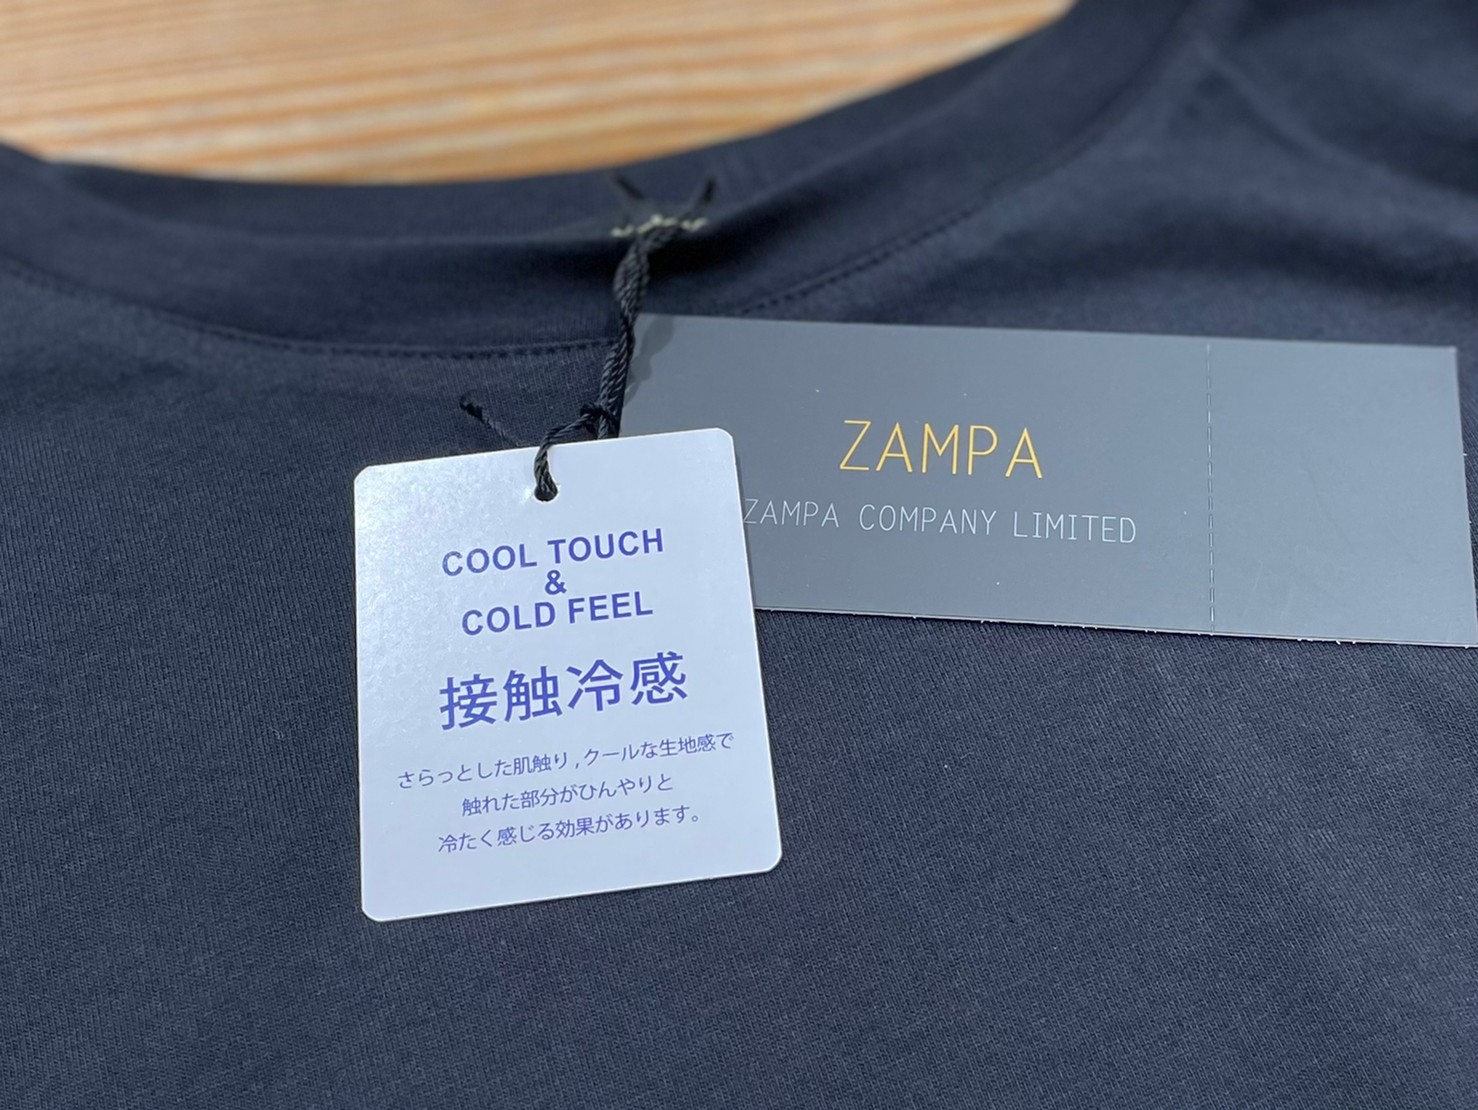 ZAMPA
ZAMPA COMPANY LIMITED
COOL TOUCH
&
COLD FEEL
接触冷感
さらっとした肌触り,クールな生地感で
触れた部分がひんやりと
冷たく感じる効果があります。